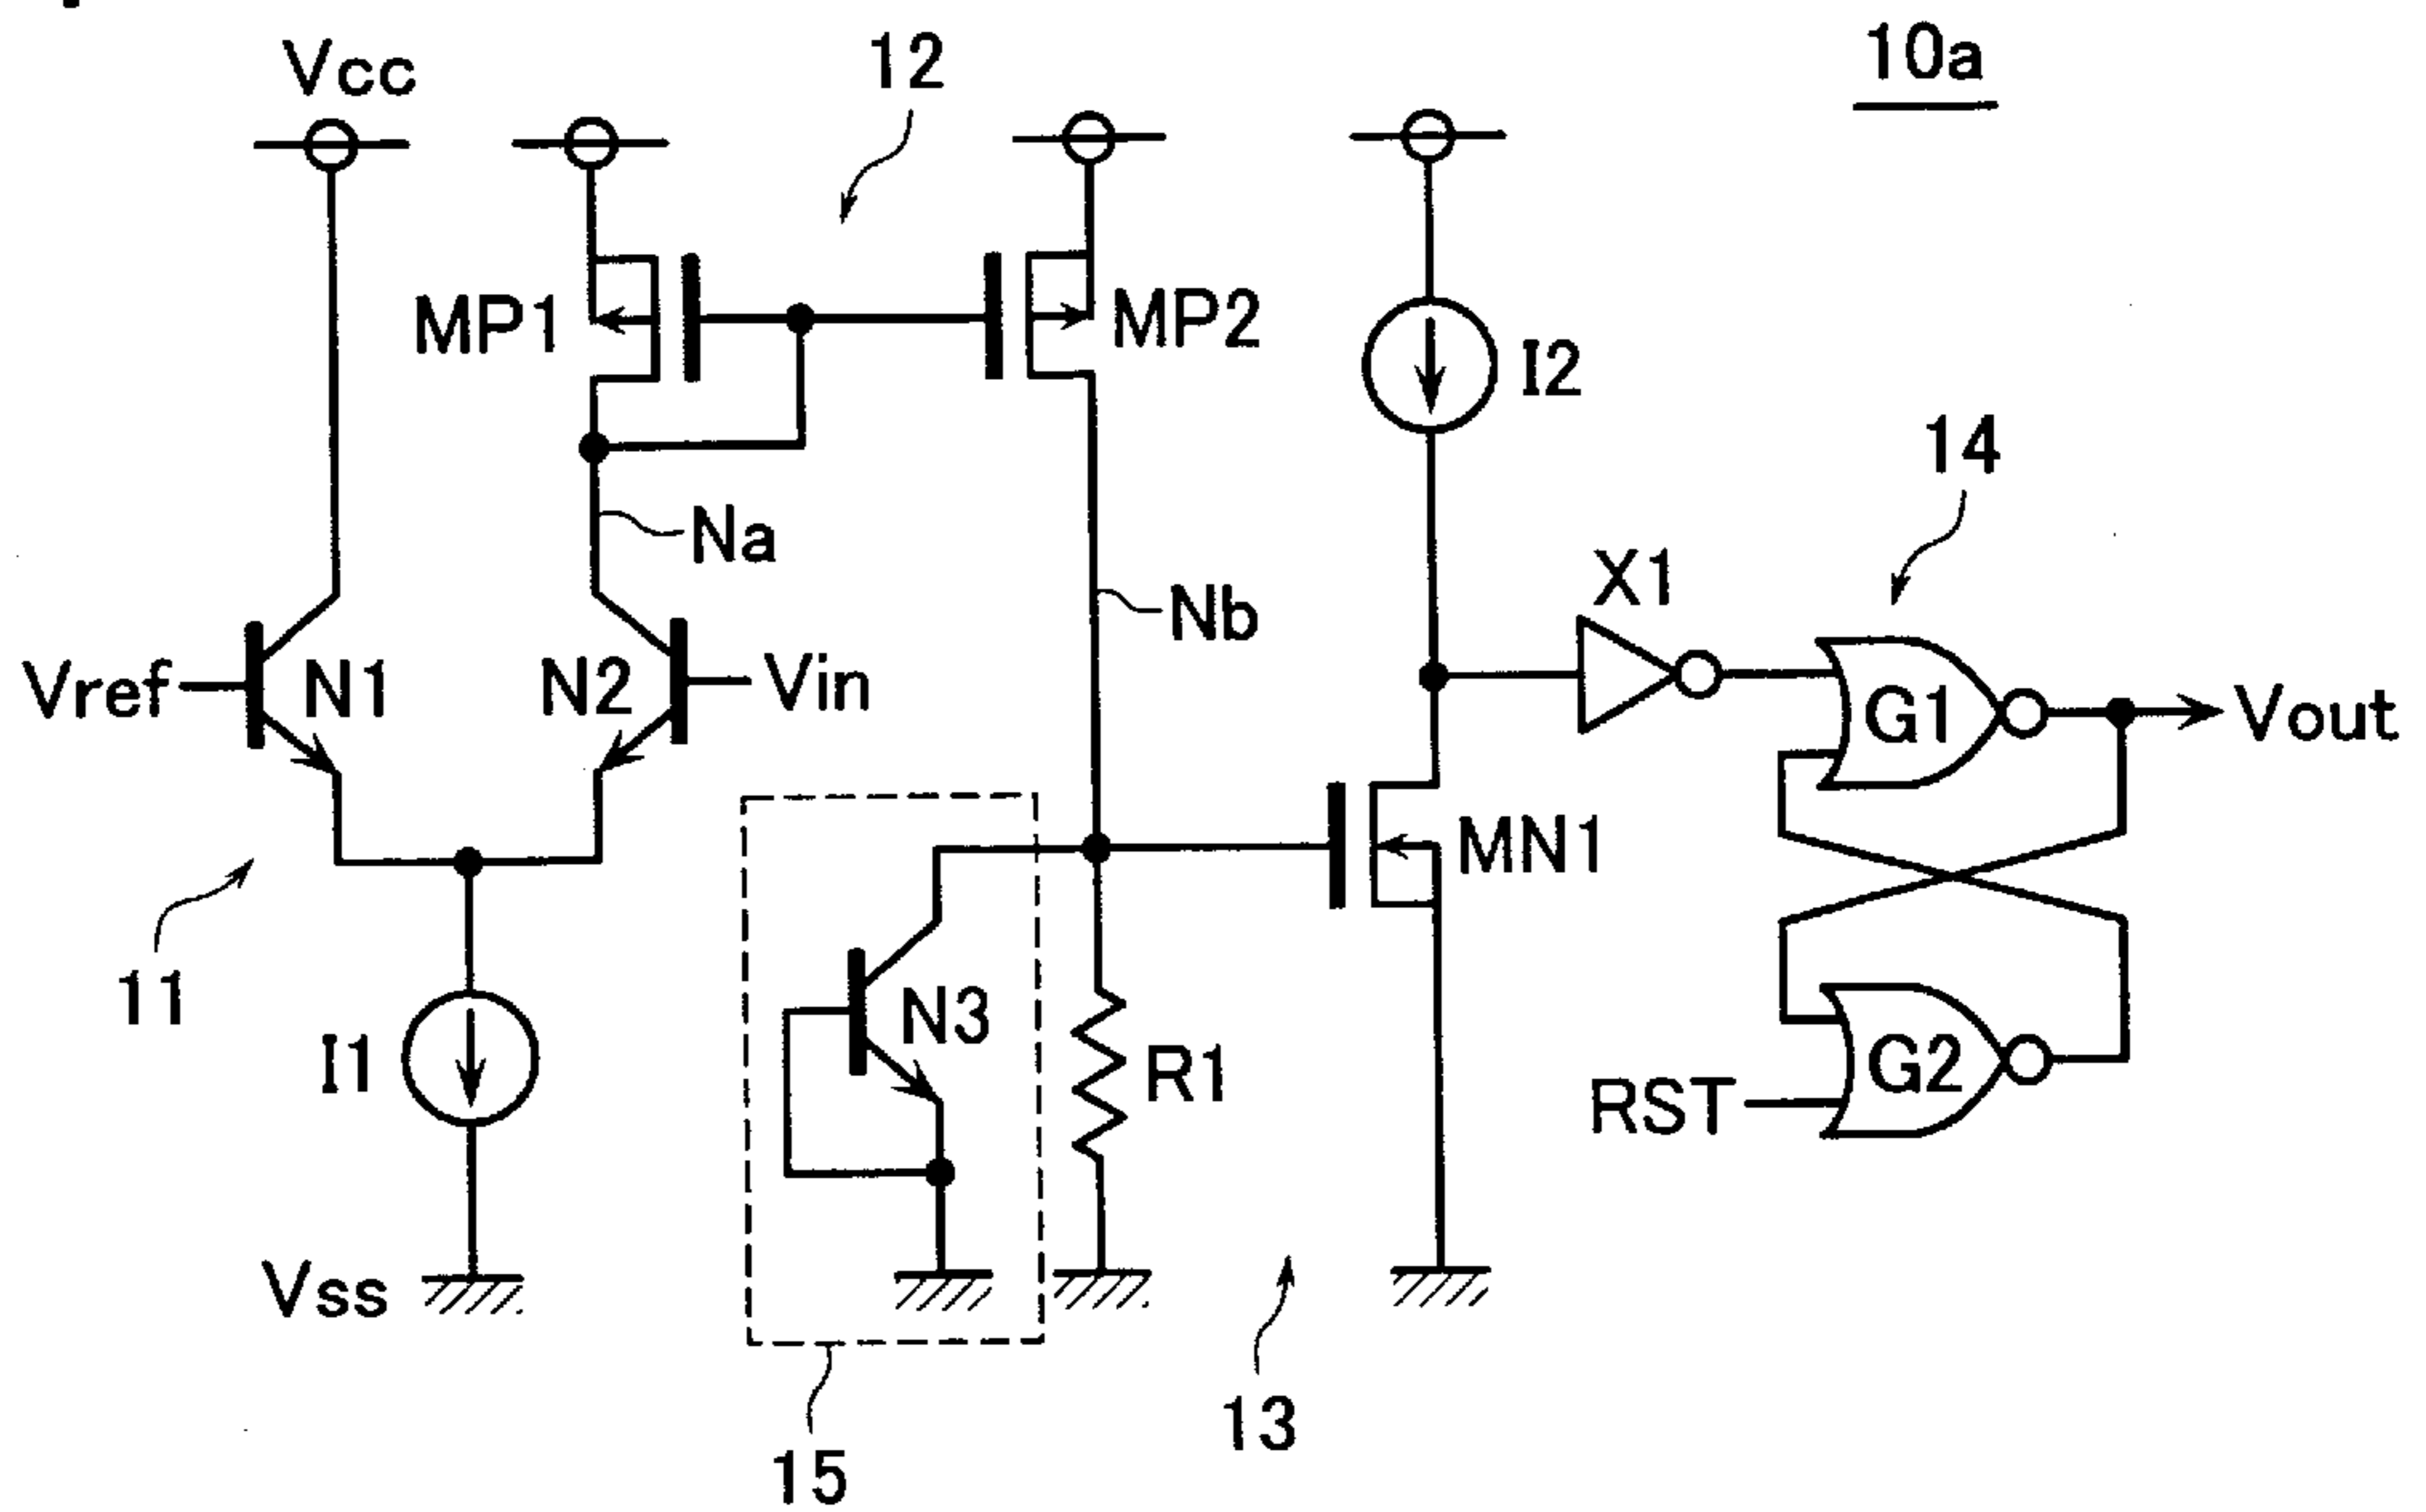 10a
12
Vcc
MP1
MP2
I2
14
Na
Nb
X1
Vref
N1
N2
Vin
G1
Vout
MN1
11
I1
N3
R1
G2
RST
Vss
13
15